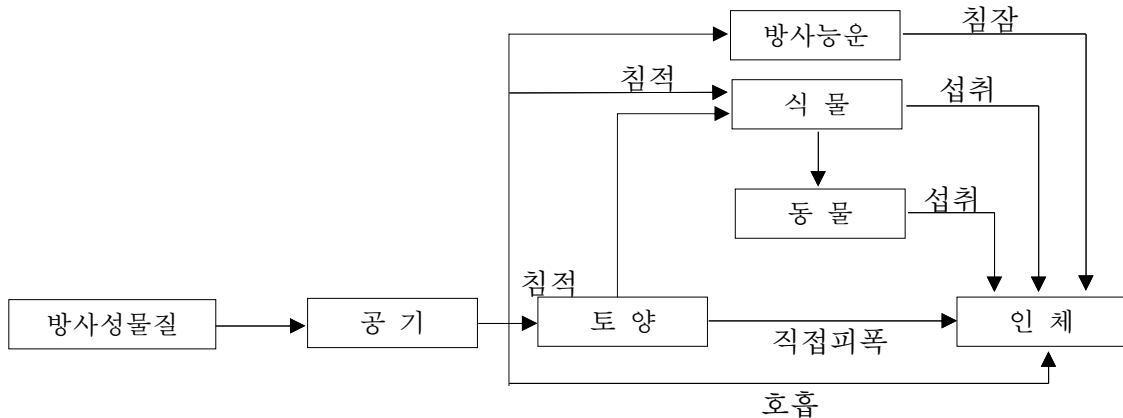 방사능운
침잠
침적
식 물
섭취
동 물
섭취
침적
방사성물질
공 기
토 양
직접피폭
인 체
호흡